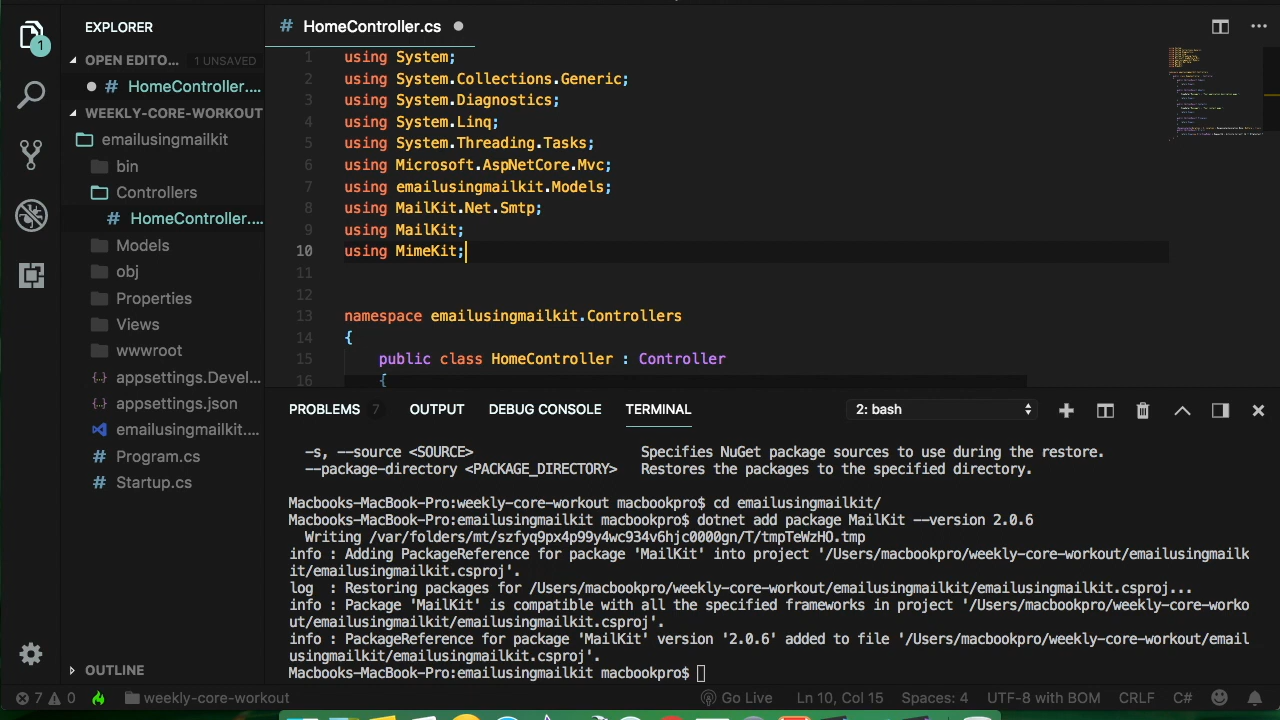 EXPLORER
# HomeController.cs
1
OPEN EDITO... 1 UNSAVED
# HomeController....
WEEKLY-CORE-WORKOUT
emailusingmailkit
bin
Controllers
# HomeController....
Models
obj
Properties
Views
wwwroot
{..} appsettings.Devel...
{..} appsettings.json
emailusingmailkit....
# Program.cs
# Startup.cs
OUTLINE
1 using System;
2 using System.Collections.Generic;
3 using System.Diagnostics;
4 using System.Linq;
5 using System.Threading.Tasks;
6 using Microsoft.AspNetCore.Mvc;
7 using emailusingmailkit.Models;
8 using MailKit.Net.Smtp;
9 using MailKit;
10 using MimeKit;
11
12
13 namespace emailusingmailkit.Controllers
14 {
15 public class HomeController : Controller
16 {
PROBLEMS 7 OUTPUT DEBUG CONSOLE TERMINAL 2: bash
-s, --source <SOURCE> Specifies NuGet package sources to use during the restore.
--package-directory <PACKAGE_DIRECTORY> Restores the packages to the specified directory.
Macbooks-MacBook-Pro:weekly-core-workout macbookpro$ cd emailusingmailkit/
Macbooks-MacBook-Pro:emailusingmailkit macbookpro$ dotnet add package MailKit --version 2.0.6
Writing /var/folders/mt/szfyq9px4p99y4wc934v6hjc0000gn/T/tmpTeWzHO.tmp
info : Adding PackageReference for package 'MailKit' into project '/Users/macbookpro/weekly-core-workout/emailusingmailk
it/emailusingmailkit.csproj'.
log : Restoring packages for /Users/macbookpro/weekly-core-workout/emailusingmailkit/emailusingmailkit.csproj...
info : Package 'MailKit' is compatible with all the specified frameworks in project '/Users/macbookpro/weekly-core-worko
ut/emailusingmailkit/emailusingmailkit.csproj'.
info : PackageReference for package 'MailKit' version '2.0.6' added to file '/Users/macbookpro/weekly-core-workout/email
usingmailkit/emailusingmailkit.csproj'.
Macbooks-MacBook-Pro:emailusingmailkit macbookpro$
7 0 weekly-core-workout Go Live Ln 10, Col 15 Spaces: 4 UTF-8 with BOM CRLF C#